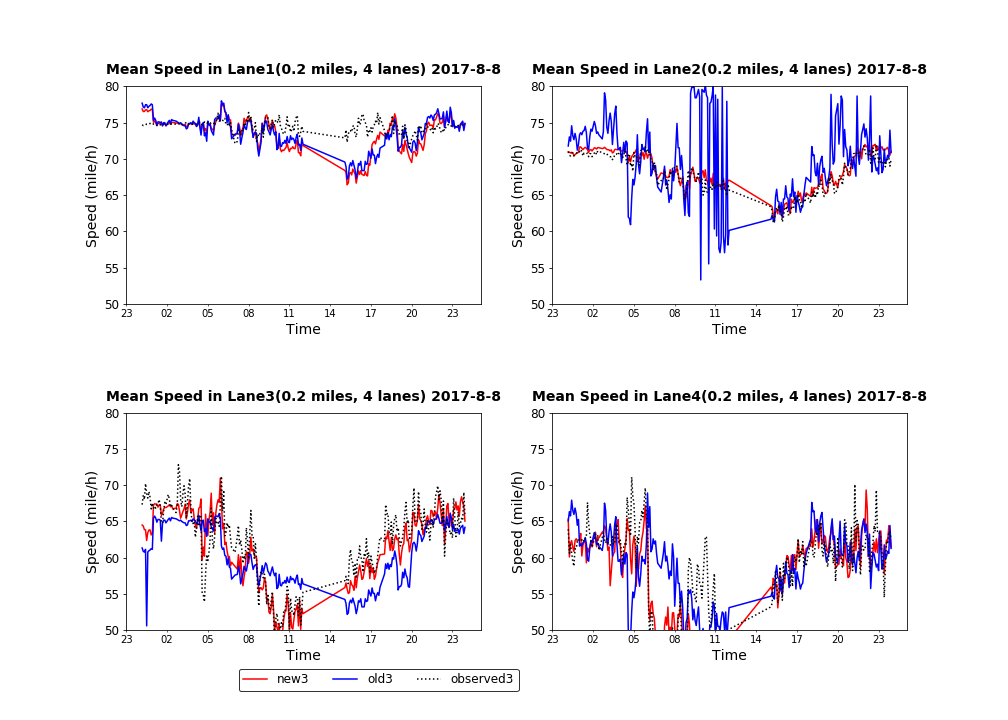 Mean Speed in Lane1(0.2 miles, 4 lanes) 2017-8-8
80
75
70
65
60
55
50
Speed (mile/h)
23 02 05 08 11 14 17 20 23
Time
Mean Speed in Lane2(0.2 miles, 4 lanes) 2017-8-8
80
75
70
65
60
55
50
Speed (mile/h)
23 02 05 08 11 14 17 20 23
Time
Mean Speed in Lane3(0.2 miles, 4 lanes) 2017-8-8
80
75
70
65
60
55
50
Speed (mile/h)
23 02 05 08 11 14 17 20 23
Time
Mean Speed in Lane4(0.2 miles, 4 lanes) 2017-8-8
80
75
70
65
60
55
50
Speed (mile/h)
23 02 05 08 11 14 17 20 23
Time
new3 old3 observed3